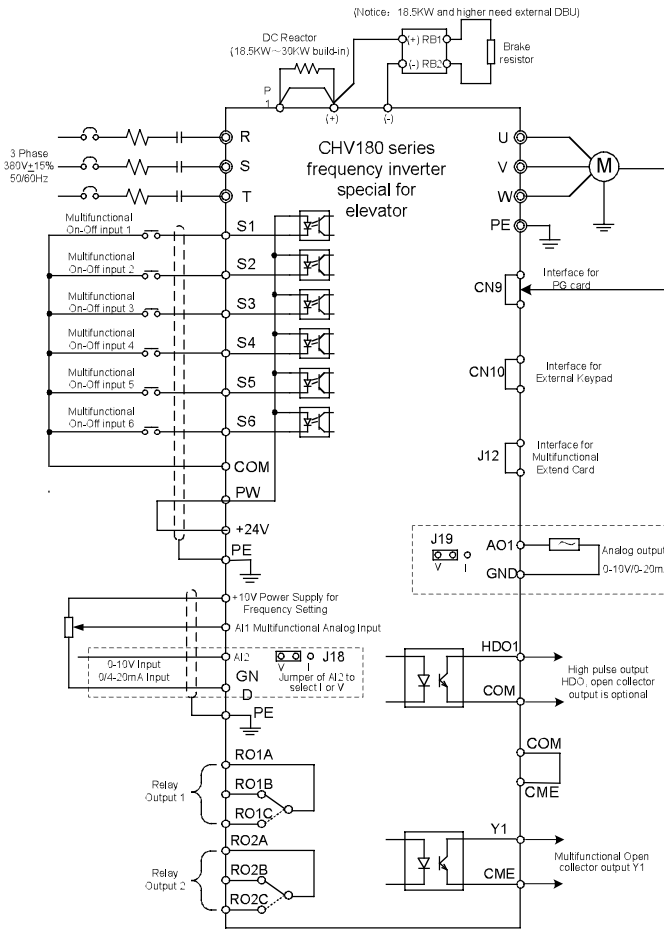 (Notice: 18.5KW and higher need external DBU)
DC Reactor
(18.5KW～30KW build-in)
(+) RB1
(-) RB2
Brake
resistor
P
1
(+)
(-)
CHV180 series
frequency inverter
special for
elevator
3 Phase
380V±15%
50/60Hz
R
S
T
U
V
W
PE
M
Multifunctional
On-Off input 1
S1
Multifunctional
On-Off input 2
S2
Multifunctional
On-Off input 3
S3
Multifunctional
On-Off input 4
S4
Multifunctional
On-Off input 5
S5
Multifunctional
On-Off input 6
S6
COM
PW
+24V
PE
CN9
Interface for
PG card
CN10
Interface for
External Keypad
J12
Interface for
Multifunctional
Extend Card
J19
V
I
AO1
GND
Analog output
0-10V/0-20m
+10V Power Supply for
Frequency Setting
AI1 Multifunctional Analog Input
0-10V Input
0/4-20mA Input
AI2
GN
D
V
I
J18
Jumper of AI2 to
select I or V
PE
HDO1
COM
High pulse output
HDO, open collector
output is optional
COM
CME
Relay
Output 1
RO1A
RO1B
RO1C
Relay
Output 2
RO2A
RO2B
RO2C
Y1
CME
Multifunctional Open
collector output Y1